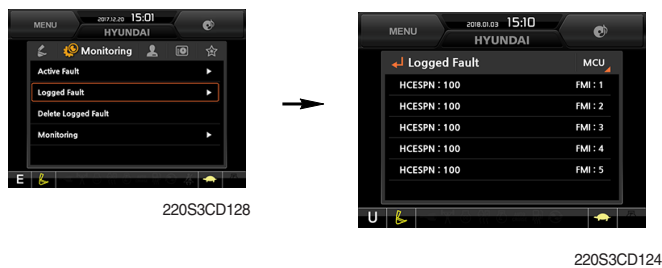 MENU
2017.12.20 15:01
HYUNDAI
Monitoring
Active Fault
Logged Fault
Delete Logged Fault
Monitoring
E
220S3CD128
MENU
2018.01.03 15:10
HYUNDAI
Logged Fault MCU
HCESPN : 100 FMI : 1
HCESPN : 100 FMI : 2
HCESPN : 100 FMI : 3
HCESPN : 100 FMI : 4
HCESPN : 100 FMI : 5
U
220S3CD124